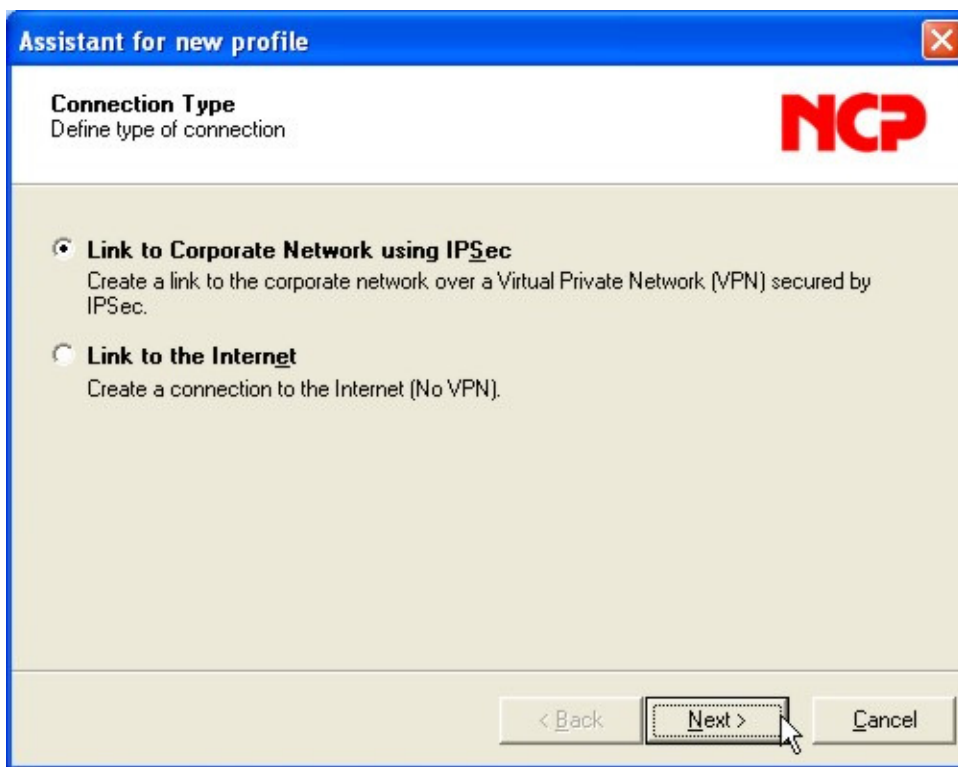 Assistant for new profile
Connection Type
Define type of connection
NCP
Link to Corporate Network using IPSec
Create a link to the corporate network over a Virtual Private Network (VPN) secured by
IPSec.
Link to the Internet
Create a connection to the Internet (No VPN).
< Back
Next >
Cancel